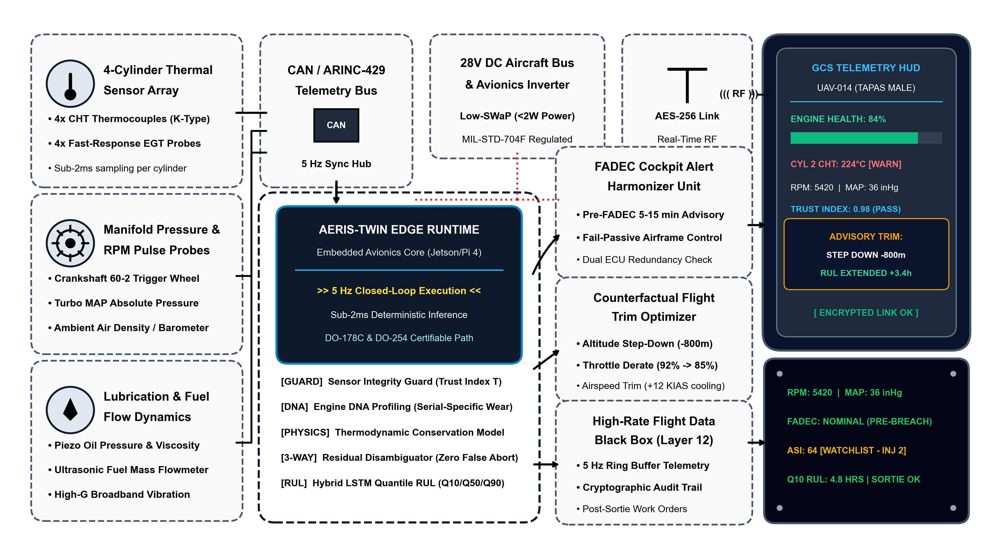 4-Cylinder Thermal
Sensor Array
• 4x CHT Thermocouples (K-Type)
• 4x Fast-Response EGT Probes
• Sub-2ms sampling per cylinder
Manifold Pressure &
RPM Pulse Probes
• Crankshaft 60-2 Trigger Wheel
• Turbo MAP Absolute Pressure
• Ambient Air Density / Barometer
Lubrication & Fuel
Flow Dynamics
• Piezo Oil Pressure & Viscosity
• Ultrasonic Fuel Mass Flowmeter
• High-G Broadband Vibration
CAN / ARINC-429
Telemetry Bus
CAN
5 Hz Sync Hub
28V DC Aircraft Bus
& Avionics Inverter
Low-SWaP (<2W Power)
MIL-STD-704F Regulated
((( RF )))
AES-256 Link
Real-Time RF
AERIS-TWIN EDGE RUNTIME
Embedded Avionics Core (Jetson/Pi 4)
>> 5 Hz Closed-Loop Execution <<
Sub-2ms Deterministic Inference
DO-178C & DO-254 Certifiable Path
[GUARD] Sensor Integrity Guard (Trust Index T)
[DNA] Engine DNA Profiling (Serial-Specific Wear)
[PHYSICS] Thermodynamic Conservation Model
[3-WAY] Residual Disambiguator (Zero False Abort)
[RUL] Hybrid LSTM Quantile RUL (Q10/Q50/Q90)
FADEC Cockpit Alert
Harmonizer Unit
• Pre-FADEC 5-15 min Advisory
• Fail-Passive Airframe Control
• Dual ECU Redundancy Check
Counterfactual Flight
Trim Optimizer
• Altitude Step-Down (-800m)
• Throttle Derate (92% -> 85%)
• Airspeed Trim (+12 KIAS cooling)
High-Rate Flight Data
Black Box (Layer 12)
• 5 Hz Ring Buffer Telemetry
• Cryptographic Audit Trail
• Post-Sortie Work Orders
GCS TELEMETRY HUD
UAV-014 (TAPAS MALE)
ENGINE HEALTH: 84%
CYL 2 CHT: 224°C [WARN]
RPM: 5420 | MAP: 36 inHg
TRUST INDEX: 0.98 (PASS)
ADVISORY TRIM:
STEP DOWN -800m
RUL EXTENDED +3.4h
[ ENCRYPTED LINK OK ]
RPM: 5420 | MAP: 36 inHg
FADEC: NOMINAL (PRE-BREACH)
ASI: 64 [WATCHLIST - INJ 2]
Q10 RUL: 4.8 HRS | SORTIE OK